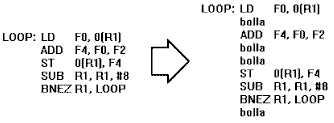 LOOP: LD F0, 0(R1)
ADD F4, F0, F2
ST 0(R1), F4
SUB R1, R1, #8
BNEZ R1, LOOP
LOOP: LD F0, 0(R1)
bolla
ADD F4, F0, F2
bolla
bolla
ST 0(R1), F4
SUB R1, R1, #8
BNEZ R1, LOOP
bolla